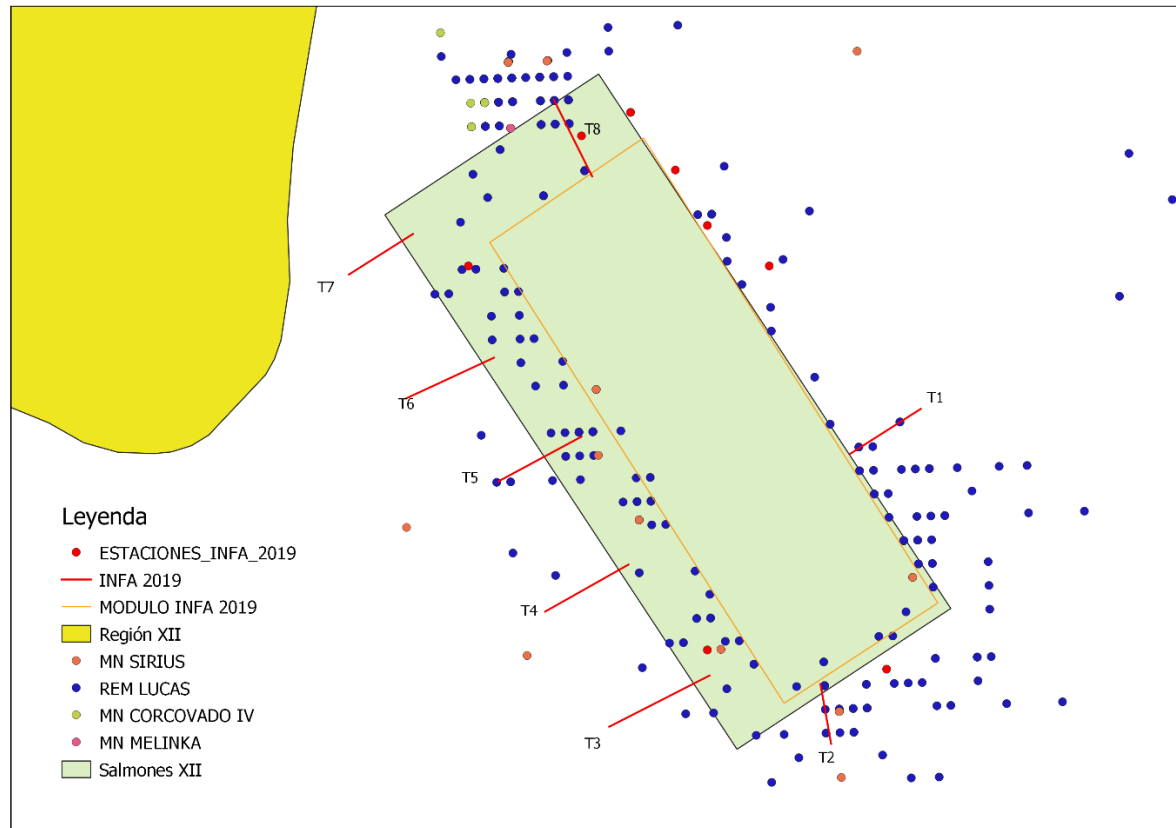 T8
T7
T6
T1
T5
T4
T3
T2
Leyenda
ESTACIONES_INFA_2019
INFA 2019
MODULO INFA 2019
Región XII
MN SIRIUS
REM LUCAS
MN CORCOVADO IV
MN MELINKA
Salmones XII